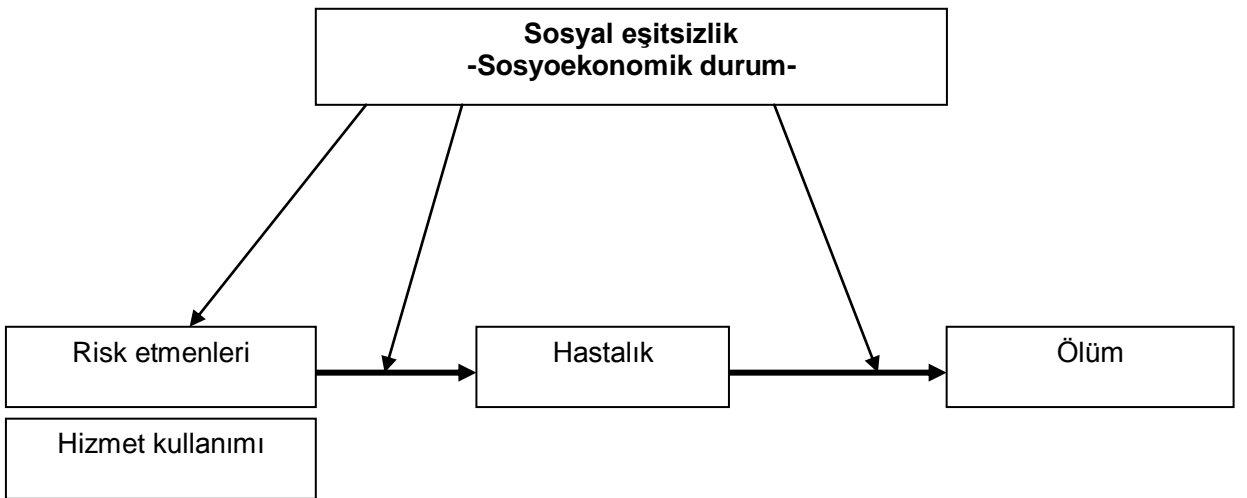 Sosyal eşitsizlik
-Sosyoekonomik durum-
Risk etmenleri
Hastalık
Ölüm
Hizmet kullanımı